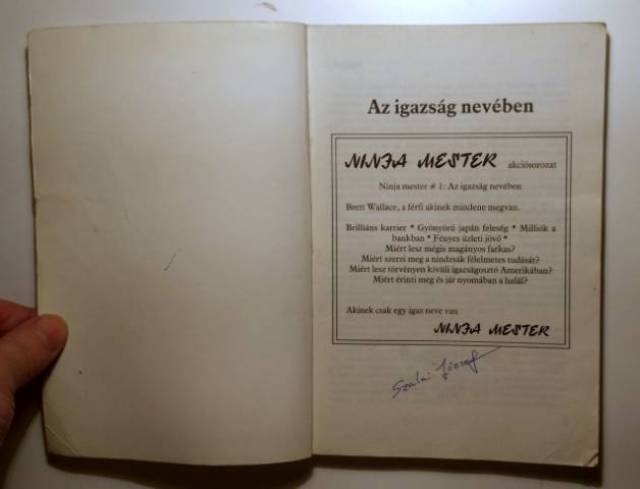 Az igazság nevében
NINJA MESTER akciósorozat
Ninja mester # 1: Az igazság nevében
Brett Wallace, a férfi akinek mindene megvan.
Brilliáns karrier * Gyönyörű japán feleség * Milliók a
bankban * Fényes üzleti jövő *
Miért lesz mégis magányos farkas?
Miért szerzi meg a nindzsák félelmetes tudását?
Miért lesz törvényen kívüli igazságosztó Amerikában?
Miért érinti meg és jár nyomában a halál?
Akinek csak egy igaz neve van
NINJA MESTER
Szalai József